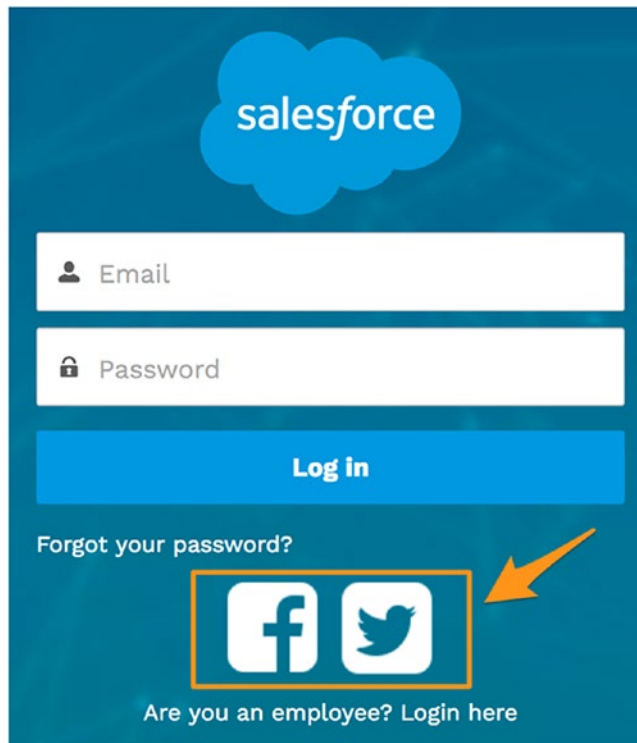 salesforce
Email
Password
Log in
Forgot your password?
Are you an employee? Login here